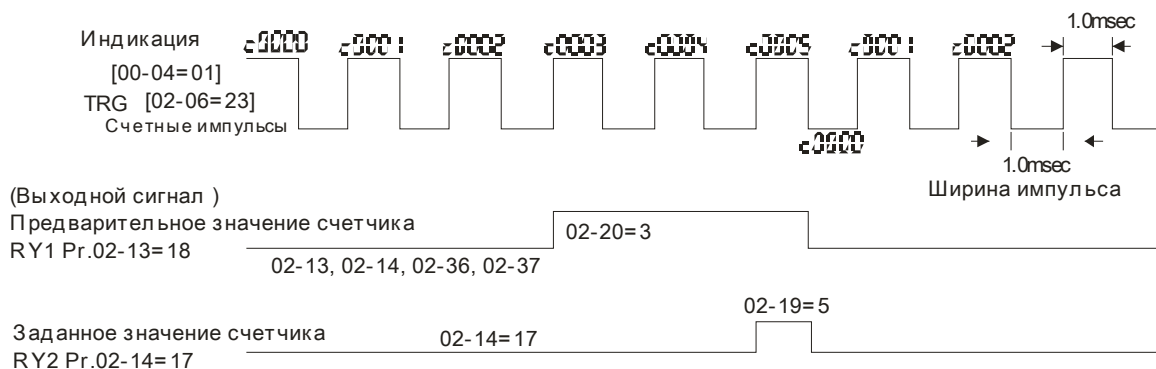 1.0msec
Индикация c0000 c0001 c0002 c0003 c0004 c0005 c0001 c0002
[00-04=01]
TRG [02-06=23]
Счетные импульсы
c0000
1.0msec
Ширина импульса
(Выходной сигнал )
Предварительное значение счетчика
02-20=3
RY1 Pr.02-13=18
02-13, 02-14, 02-36, 02-37
02-19=5
Заданное значение счетчика
02-14=17
RY2 Pr.02-14=17